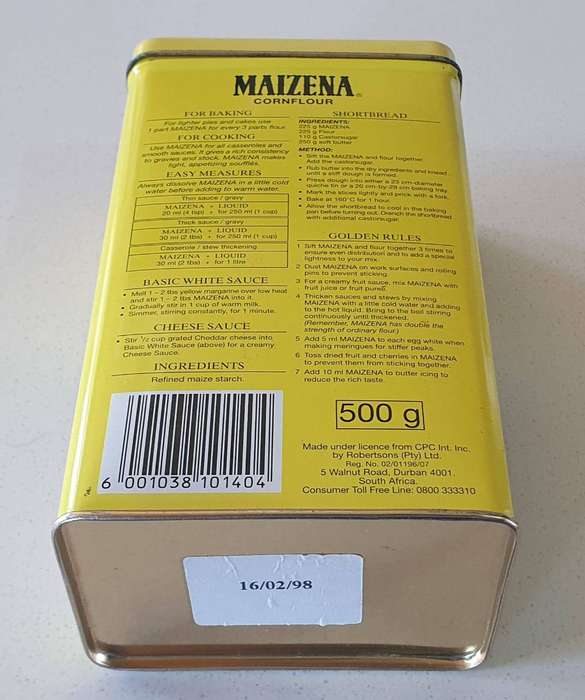 MAIZENA®
CORNFLOUR
FOR BAKING
For lighter pies and cakes use
1 part MAIZENA for every 3 parts flour.
FOR COOKING
Use MAIZENA for all casseroles and
smooth sauces. It gives a rich consistency
to gravies and stocks. MAIZENA makes
light, appetizing soufflés.
EASY MEASURES
Always dissolve MAIZENA in a little cold
water before adding to warm water.
Thin sauce / gravy
MAIZENA + LIQUID
20 ml (4 tsp) + for 250 ml (1 cup)
Thick sauce / gravy
MAIZENA + LIQUID
30 ml (2 tbs) + for 250 ml (1 cup)
Casserole / stew thickening
MAIZENA + LIQUID
30 ml (2 tbs) + for 1 litre
BASIC WHITE SAUCE
• Melt 1 - 2 tbs yellow margarine over low heat
and stir 1 - 2 tbs MAIZENA into it.
• Gradually stir in 1 cup of warm milk.
• Simmer, stirring constantly, for 1 minute.
CHEESE SAUCE
• Stir 1/2 cup grated Cheddar cheese into
Basic White Sauce (above) for a creamy
Cheese Sauce.
INGREDIENTS
Refined maize starch.
6 001038 101404
SHORTBREAD
INGREDIENTS:
225 g MAIZENA
225 g Flour
110 g Castorsugar
250 g soft butter
METHOD:
• Sift the MAIZENA and flour together.
Add the castorsugar.
• Rub butter into the dry ingredients and knead
until a stiff dough is formed.
• Press dough into either a 23 cm diameter
quiche tin or a 20 cm by 29 cm baking tray.
• Mark the slices lightly and prick with a fork.
• Bake at 160°C for 1 hour.
• Allow the shortbread to cool in the baking
pan before turning out. Drench the shortbread
with additional castorsugar.
GOLDEN RULES
1 Sift MAIZENA and flour together 3 times to
ensure even distribution and to add a special
lightness to your mix.
2 Dust MAIZENA on work surfaces and rolling
pins to prevent sticking.
3 For a creamy fruit sauce, mix MAIZENA with
fruit juice or fruit pureé.
4 Thicken sauces and stews by mixing
MAIZENA with a little cold water and adding
to the hot liquid. Bring to the boil stirring
continuously until thickened.
(Remember, MAIZENA has double the
strength of ordinary flour.)
5 Add 5 ml MAIZENA to each egg white when
making meringues for stiffer peaks.
6 Toss dried fruit and cherries in MAIZENA
to prevent them from sticking together.
7 Add 10 ml MAIZENA to butter icing to
reduce the rich taste.
500 g
Made under licence from CPC Int. Inc.
by Robertsons (Pty) Ltd.
Reg. No. 02/01196/07
5 Walnut Road, Durban 4001.
South Africa.
Consumer Toll Free Line: 0800 333310
16/02/98